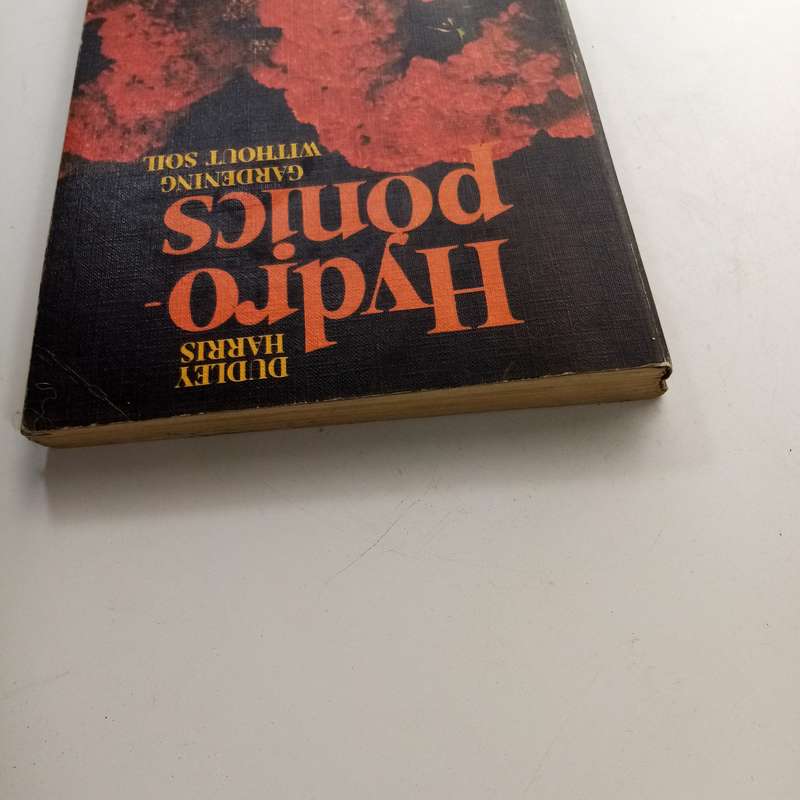 DUDLEY
HARRIS
Hydro-
ponics
GARDENING
WITHOUT SOIL